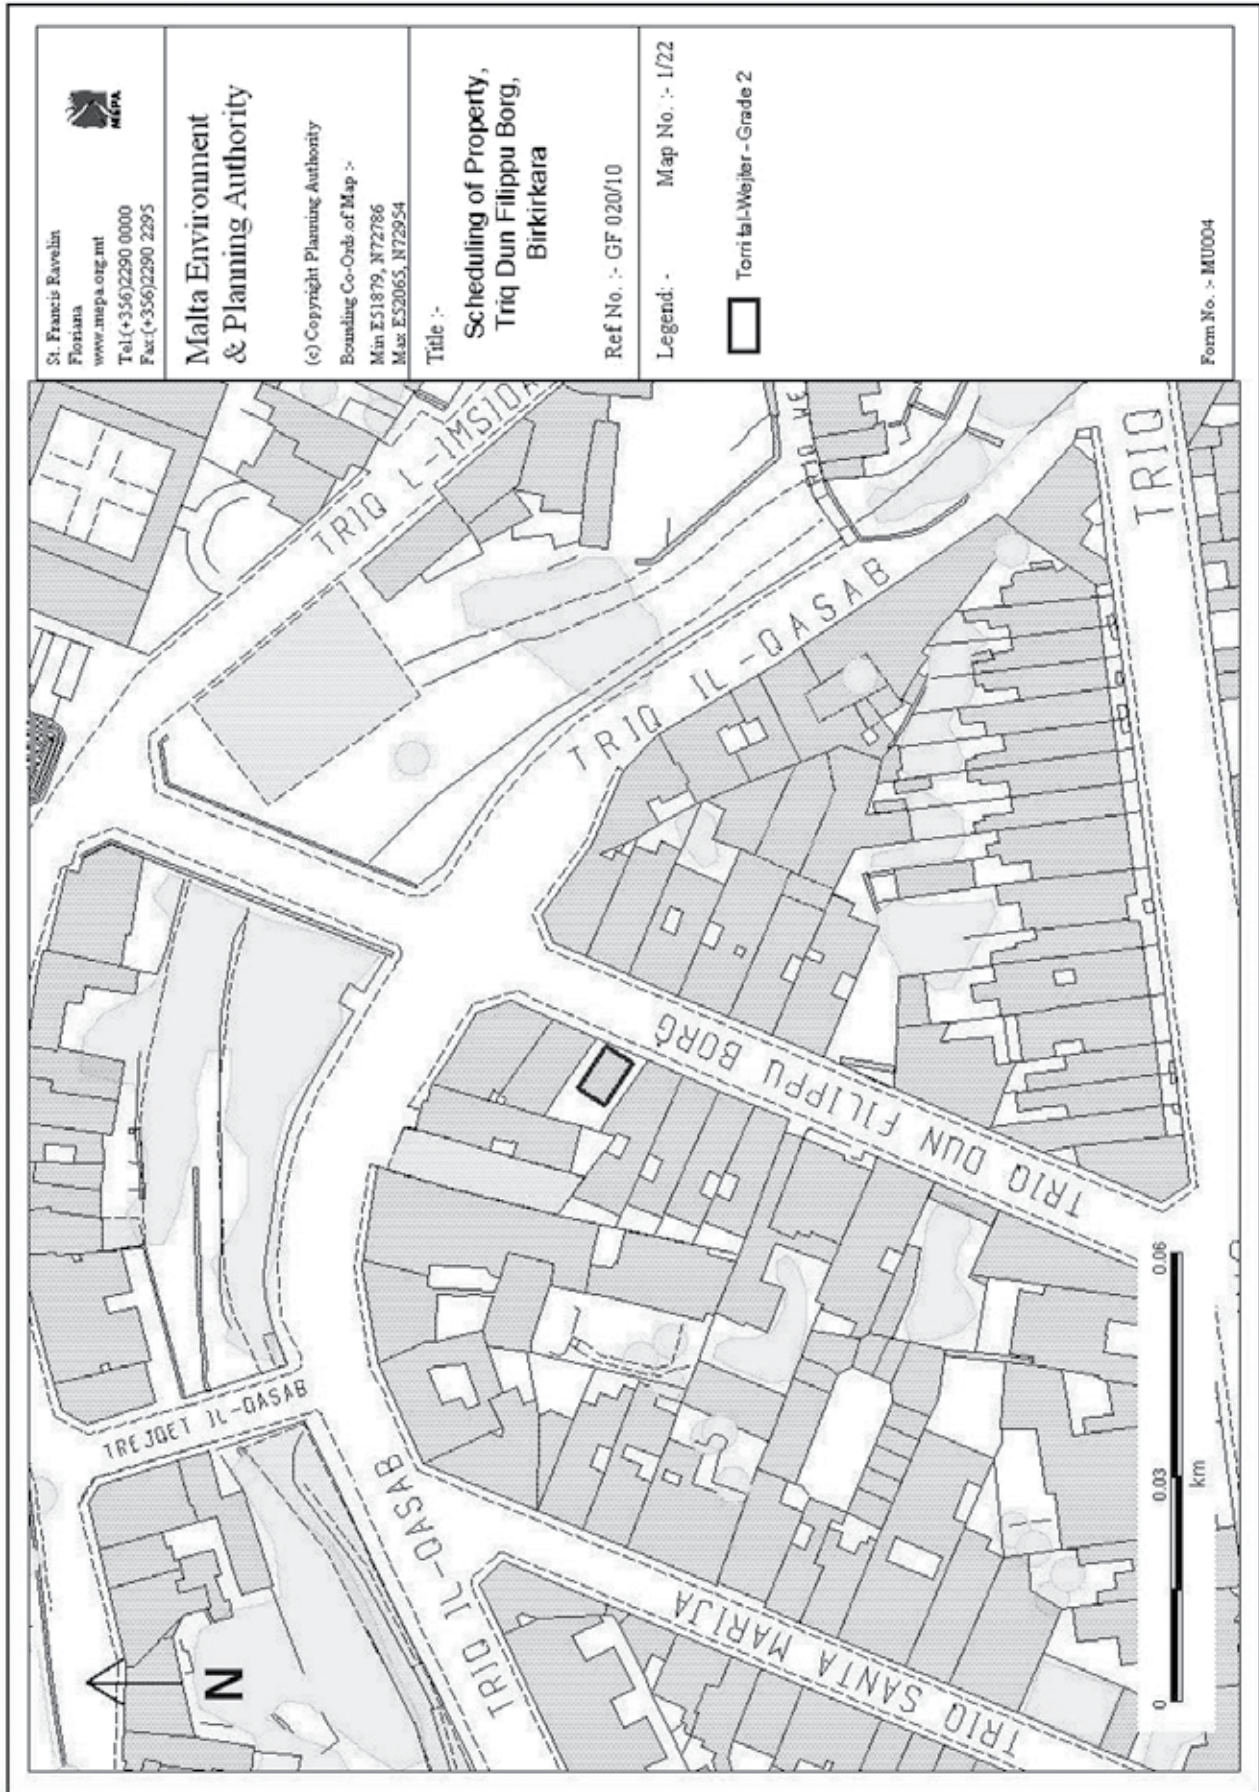 St. Francis Ravelin
Floriana
www.mepa.org.mt
Tel:(+356)2290 0000
Fax:(+356)2290 2295
MEPA
Malta Environment
& Planning Authority
(c) Copyright Planning Authority
Bounding Co-Ords of Map :-
Min E51879, N72786
Max E52065, N72954
Title :-
Scheduling of Property,
Triq Dun Filippu Borg,
Birkirkara
Ref No. :- GF 020/10
Legend: -
Map No. :- 1/22
Torri tal-Wejter - Grade 2
Form No. :- MU004
TRIQ L-IMSIDA
TRIQ IL-QASAB
TREJQET IL-QASAB
TRIQ IL-QASAB
TRIQ DUN FILIPPU BORĠ
TRIQ SANTA MARIJA
TRIQ
TRIQ WE
N
0
0.03
0.06
km